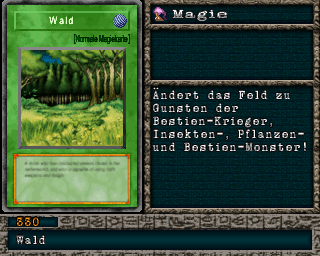 Wald
[Normale Magiekarte]
Magie
Ändert das Feld zu
Gunsten der
Bestien-Krieger,
Insekten-, Pflanzen-
und Bestien-Monster!
330
Wald